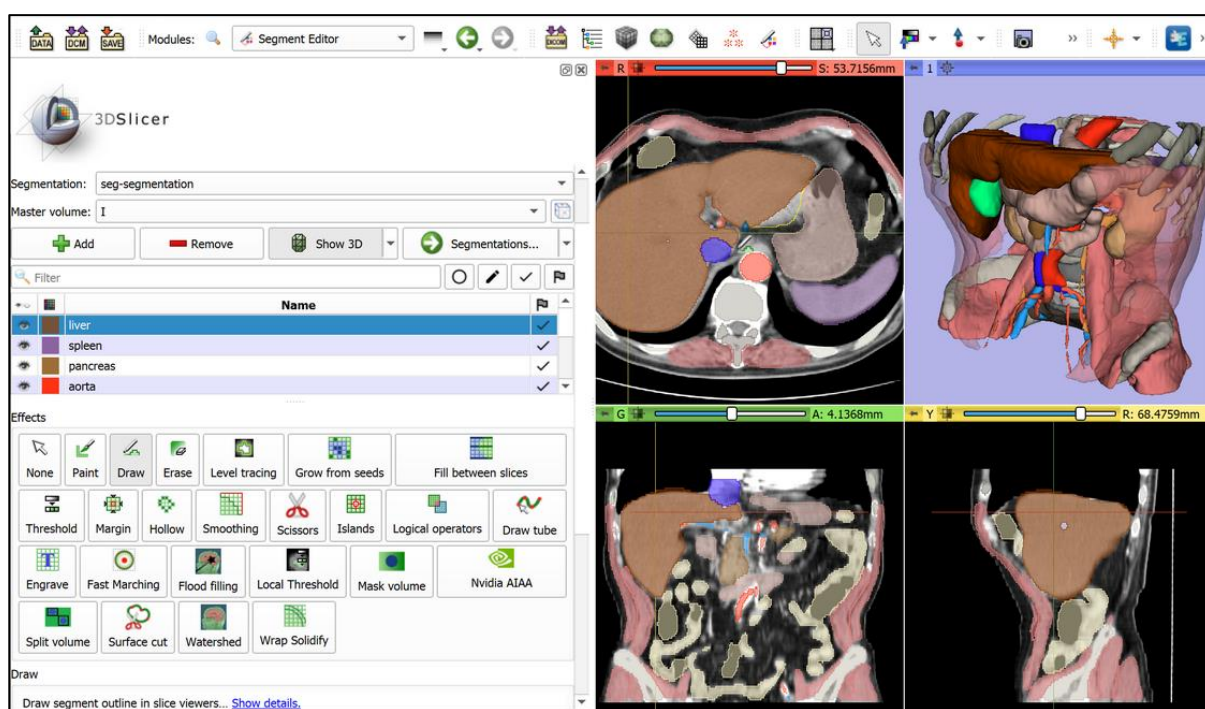 DATA DCM SAVE Modules: Segment Editor DICOM
R S: 53.7156mm 1
3DSlicer
Segmentation: seg-segmentation
Master volume: I
Add Remove Show 3D Segmentations...
Filter
Name
liver
spleen
pancreas
aorta
G A: 4.1368mm Y R: 68.4759mm
Effects
None Paint Draw Erase Level tracing Grow from seeds Fill between slices
Threshold Margin Hollow Smoothing Scissors Islands Logical operators Draw tube
Engrave Fast Marching Flood filling Local Threshold Mask volume Nvidia AIAA
Split volume Surface cut Watershed Wrap Solidify
Draw
Draw segment outline in slice viewers... Show details.